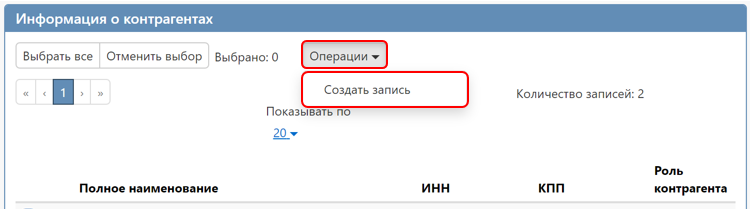 Информация о контрагентах
Выбрать все Отменить выбор Выбрано: 0 Операции
Создать запись
« ‹ 1 › » Количество записей: 2
Показывать по
20
Полное наименование ИНН КПП Роль контрагента